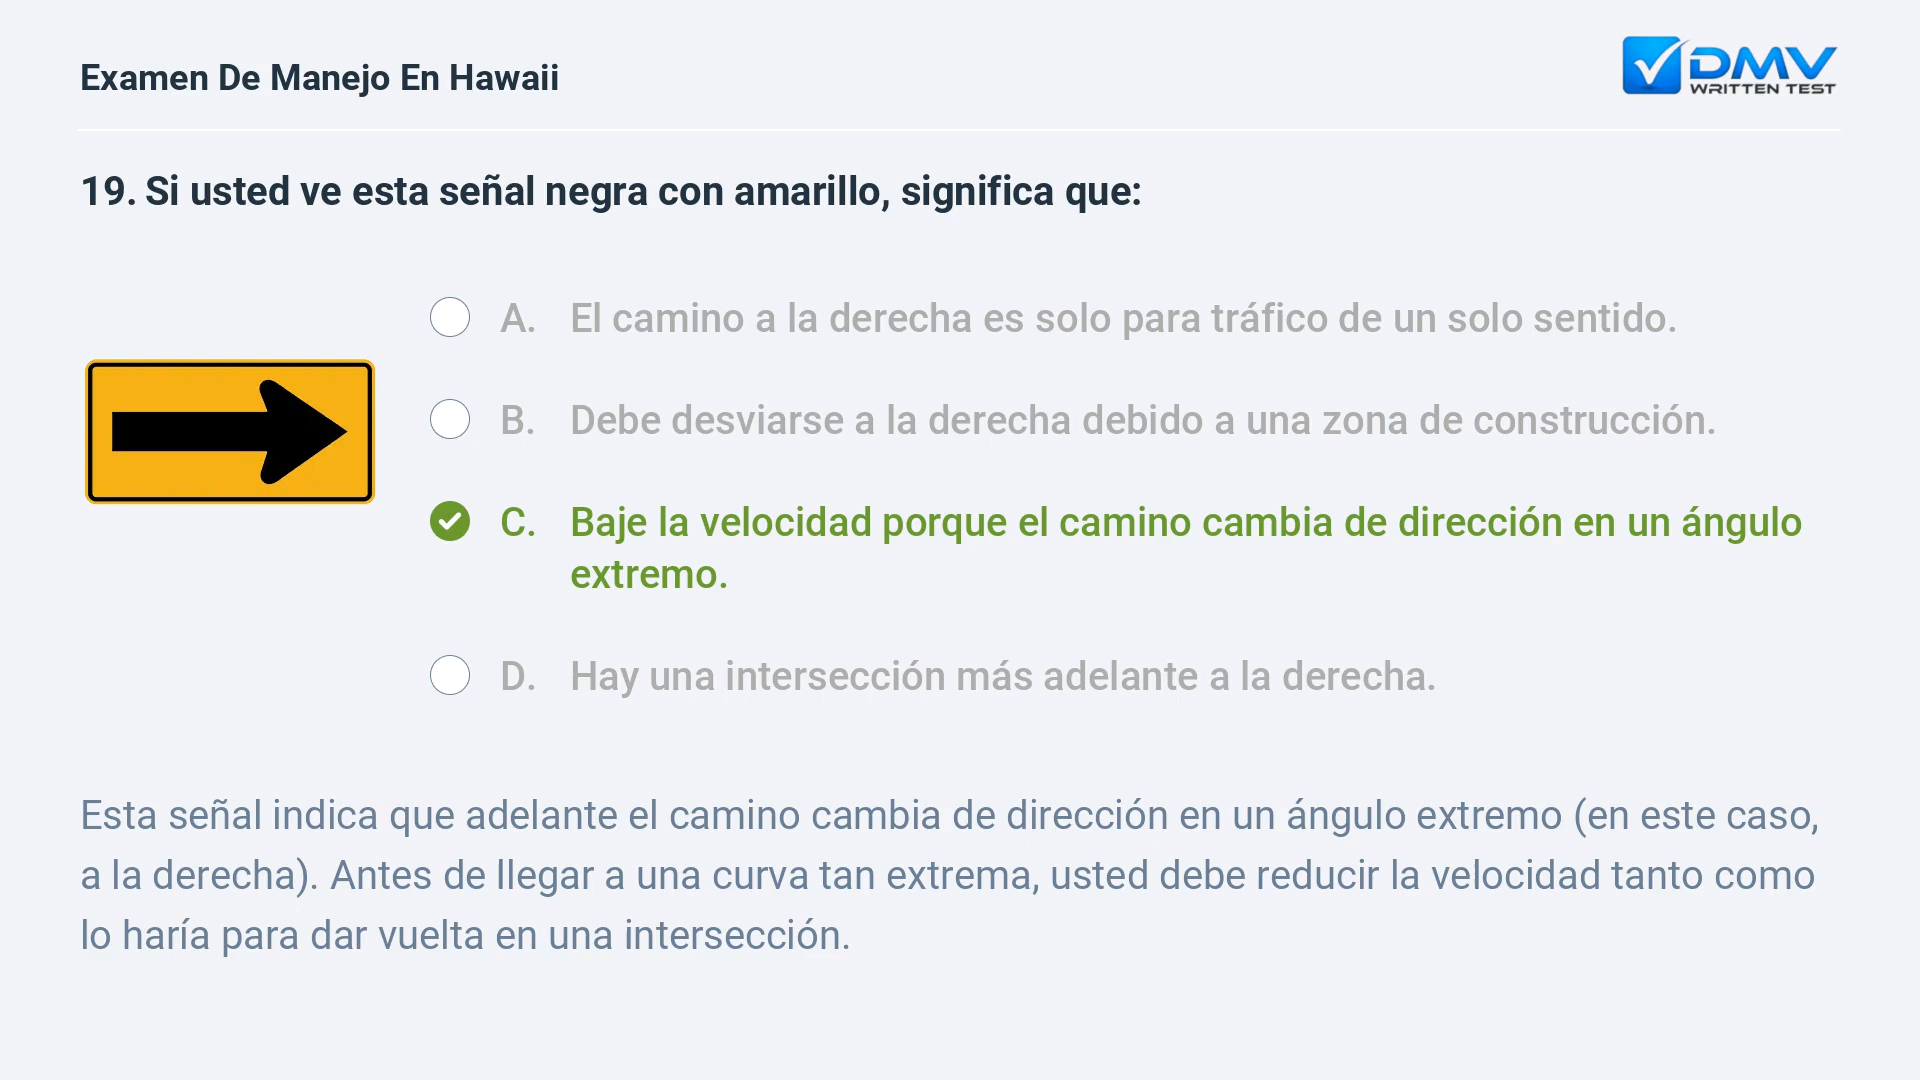 Examen De Manejo En Hawaii
DMV
WRITTEN TEST
19. Si usted ve esta señal negra con amarillo, significa que:
A. El camino a la derecha es solo para tráfico de un solo sentido.
B. Debe desviarse a la derecha debido a una zona de construcción.
C. Baje la velocidad porque el camino cambia de dirección en un ángulo
extremo.
D. Hay una intersección más adelante a la derecha.
Esta señal indica que adelante el camino cambia de dirección en un ángulo extremo (en este caso,
a la derecha). Antes de llegar a una curva tan extrema, usted debe reducir la velocidad tanto como
lo haría para dar vuelta en una intersección.